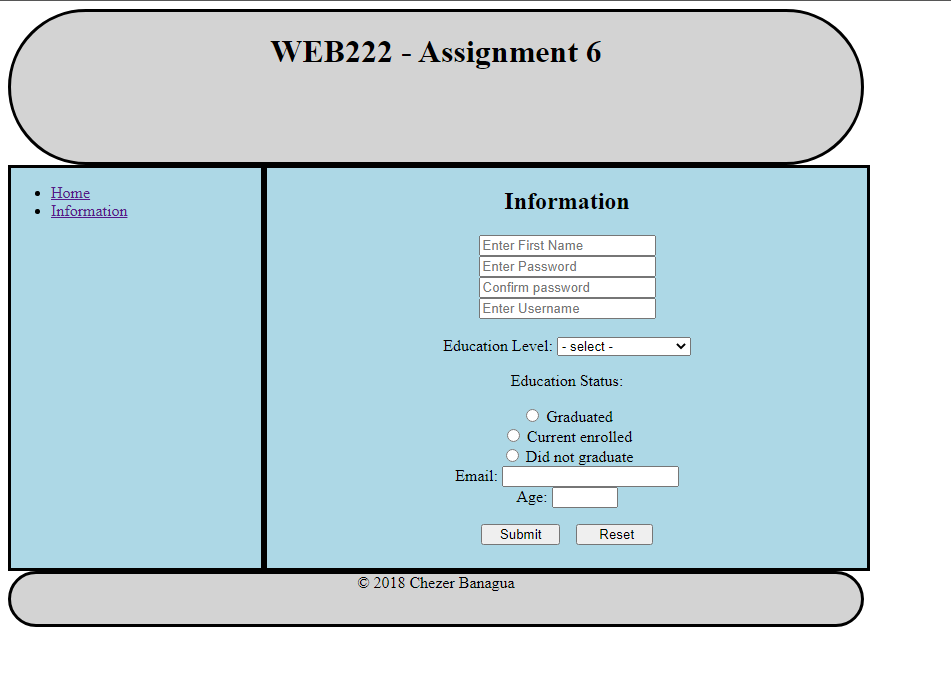 WEB222 - Assignment 6
Home
Information
Information
Enter First Name
Enter Password
Confirm password
Enter Username
Education Level: - select -
Education Status:
Graduated
Current enrolled
Did not graduate
Email:
Age:
Submit Reset
© 2018 Chezer Banagua